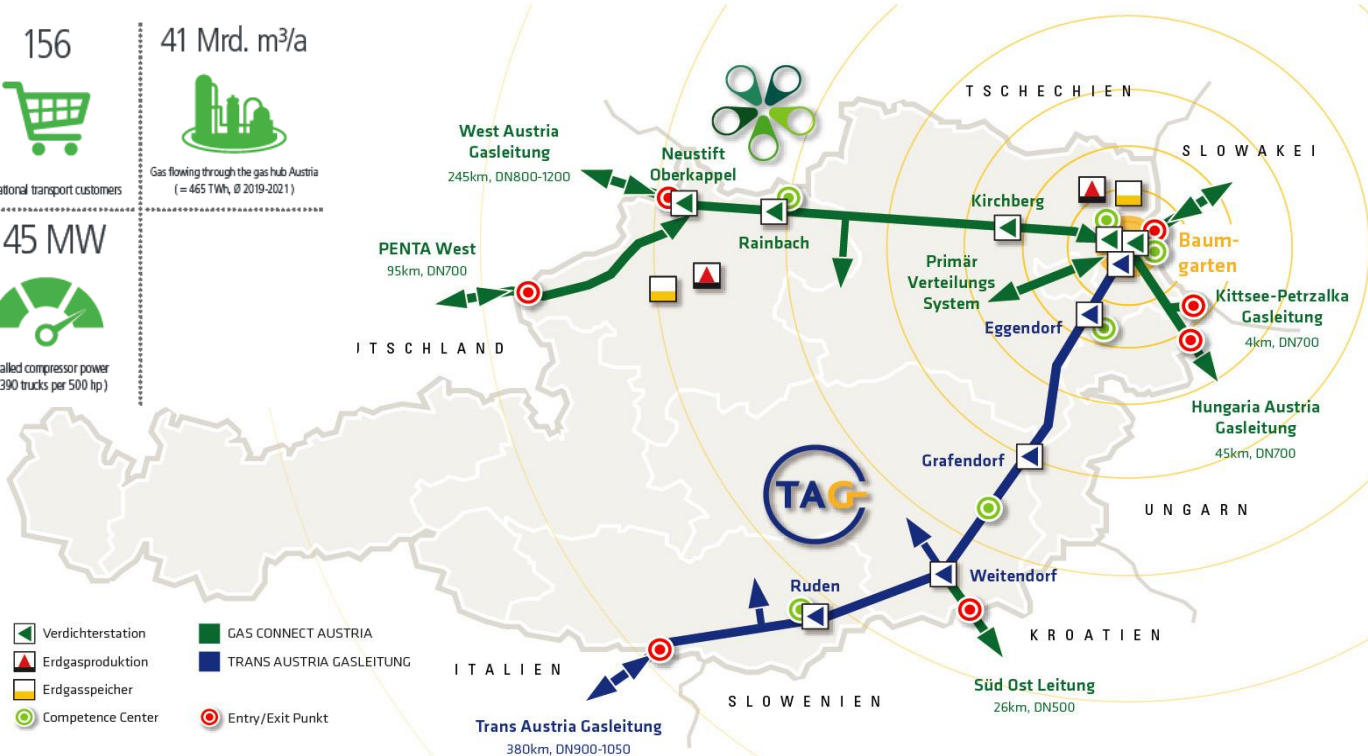 156
41 Mrd. m³/a
ational transport customers
Gas flowing through the gas hub Austria
( = 465 TWh, Ø 2019-2021 )
45 MW
alled compressor power
390 trucks per 500 hp )
TSCHECHIEN
SLOWAKEI
West Austria
Gasleitung
245km, DN800-1200
Neustift
Oberkappel
Rainbach
Kirchberg
Baum-
garten
PENTA West
95km, DN700
Primär
Verteilungs
System
Kittsee-Petrzalka
Gasleitung
4km, DN700
Eggendorf
UTSCHLAND
Hungaria Austria
Gasleitung
45km, DN700
Grafendorf
TAG
UNGARN
Weitendorf
Ruden
KROATIEN
ITALIEN
Süd Ost Leitung
26km, DN500
SLOWENIEN
Trans Austria Gasleitung
380km, DN900-1050
Verdichterstation
GAS CONNECT AUSTRIA
Erdgasproduktion
TRANS AUSTRIA GASLEITUNG
Erdgasspeicher
Competence Center
Entry/Exit Punkt